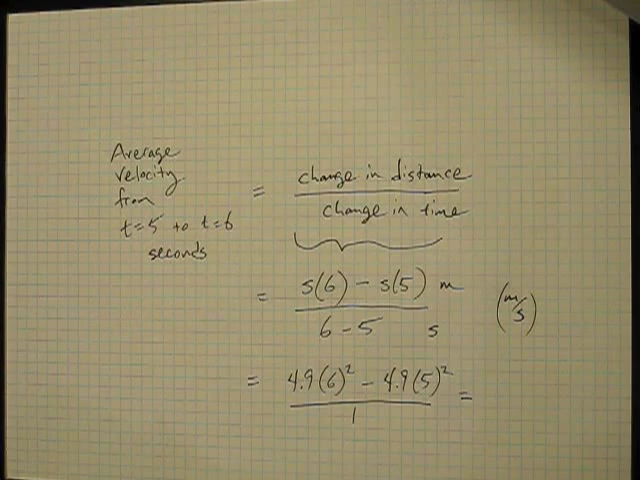 Average
velocity
from
t=5 to t=6
seconds
= change in distance
change in time
= s(6) - s(5) m
6 - 5 s
(m/s)
= 4.9(6)² - 4.9(5)² =
1